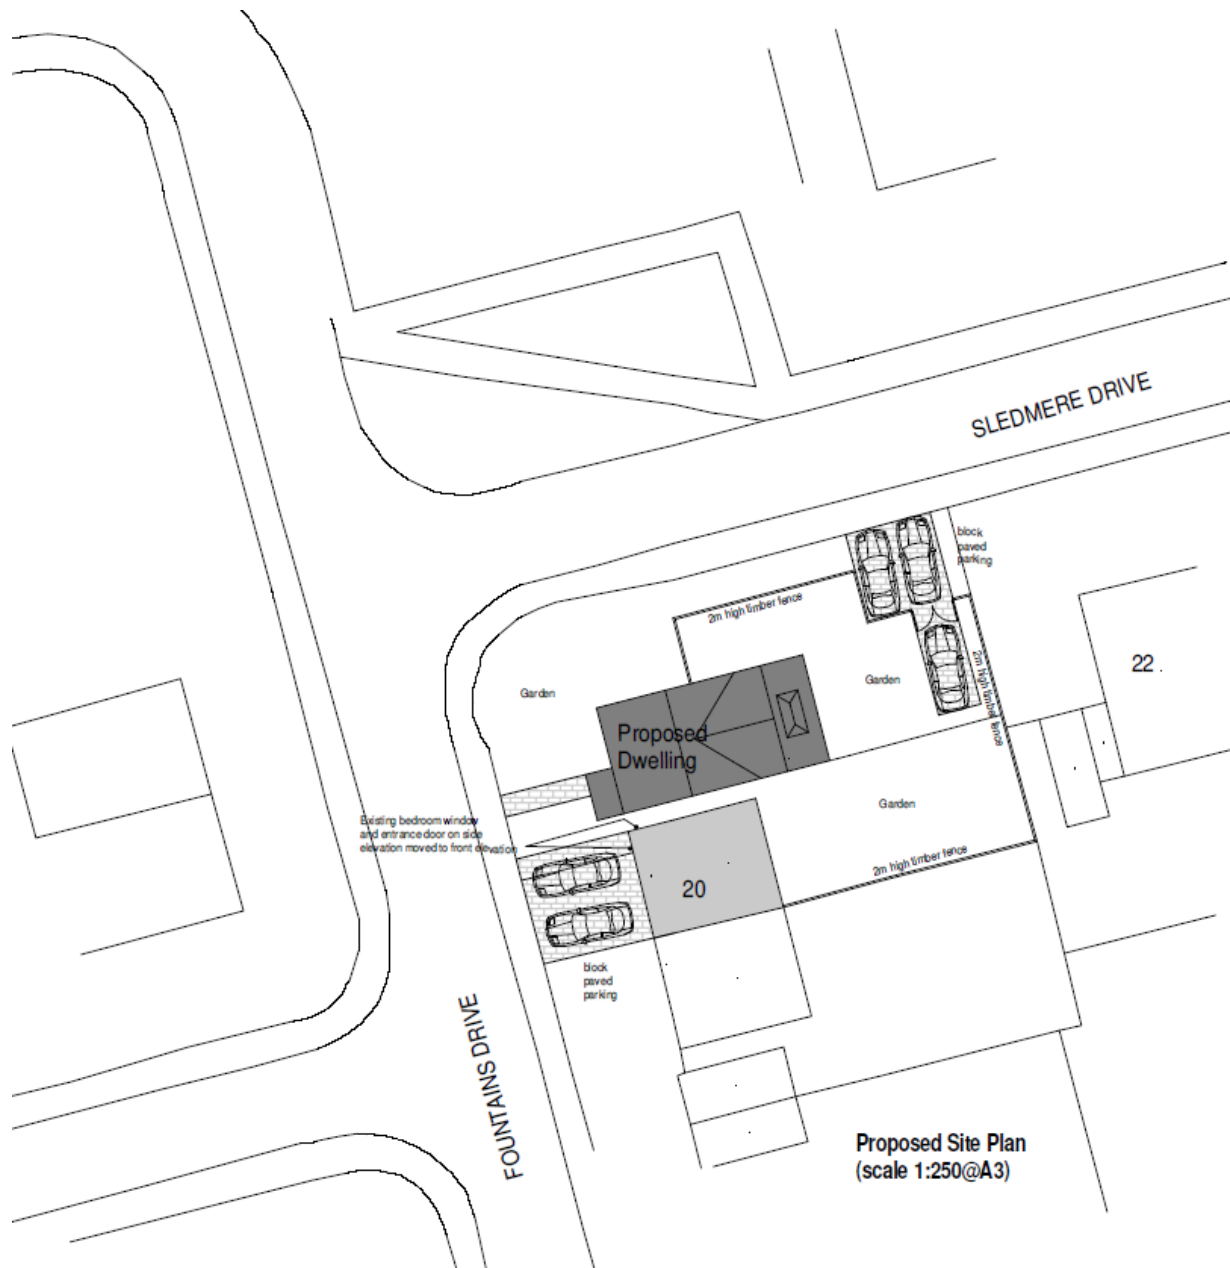 SLEDMERE DRIVE
block
paved
parking
2m high timber fence
22
2m high timber fence
Garden
Garden
Proposed
Dwelling
Garden
Existing bedroom window
and entrance door on side
elevation moved to front elevation
2m high timber fence
20
block
paved
parking
FOUNTAINS DRIVE
Proposed Site Plan
(scale 1:250@A3)